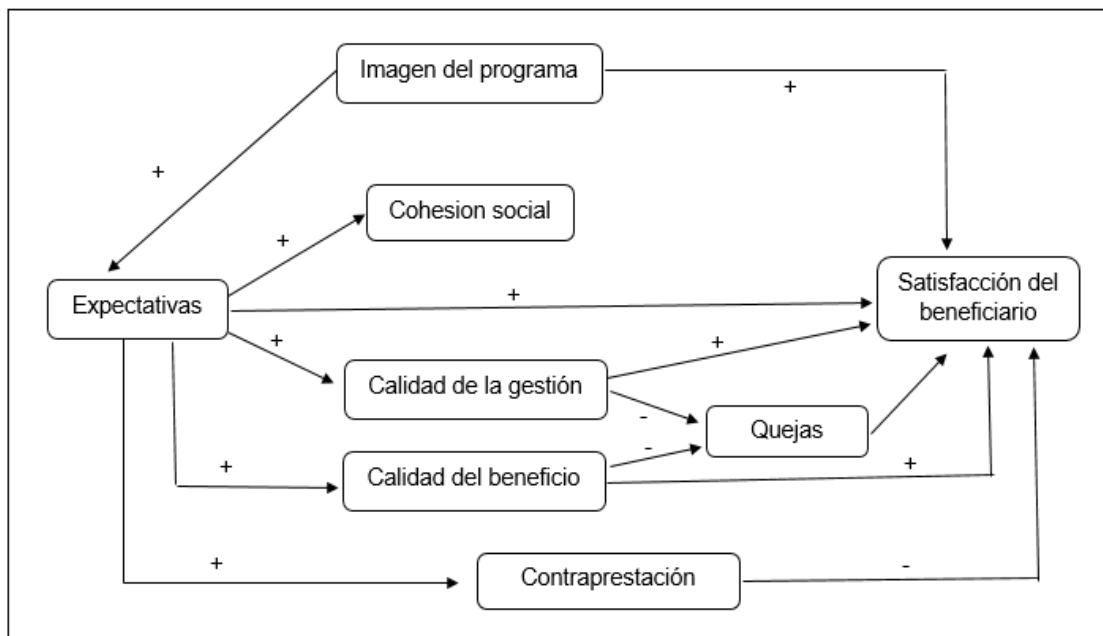 Imagen del programa
+
+
Cohesion social
+
Expectativas
+
Satisfacción del
beneficiario
+
+
Calidad de la gestión
-
Quejas
-
Calidad del beneficio
+
+
+
Contraprestación
-